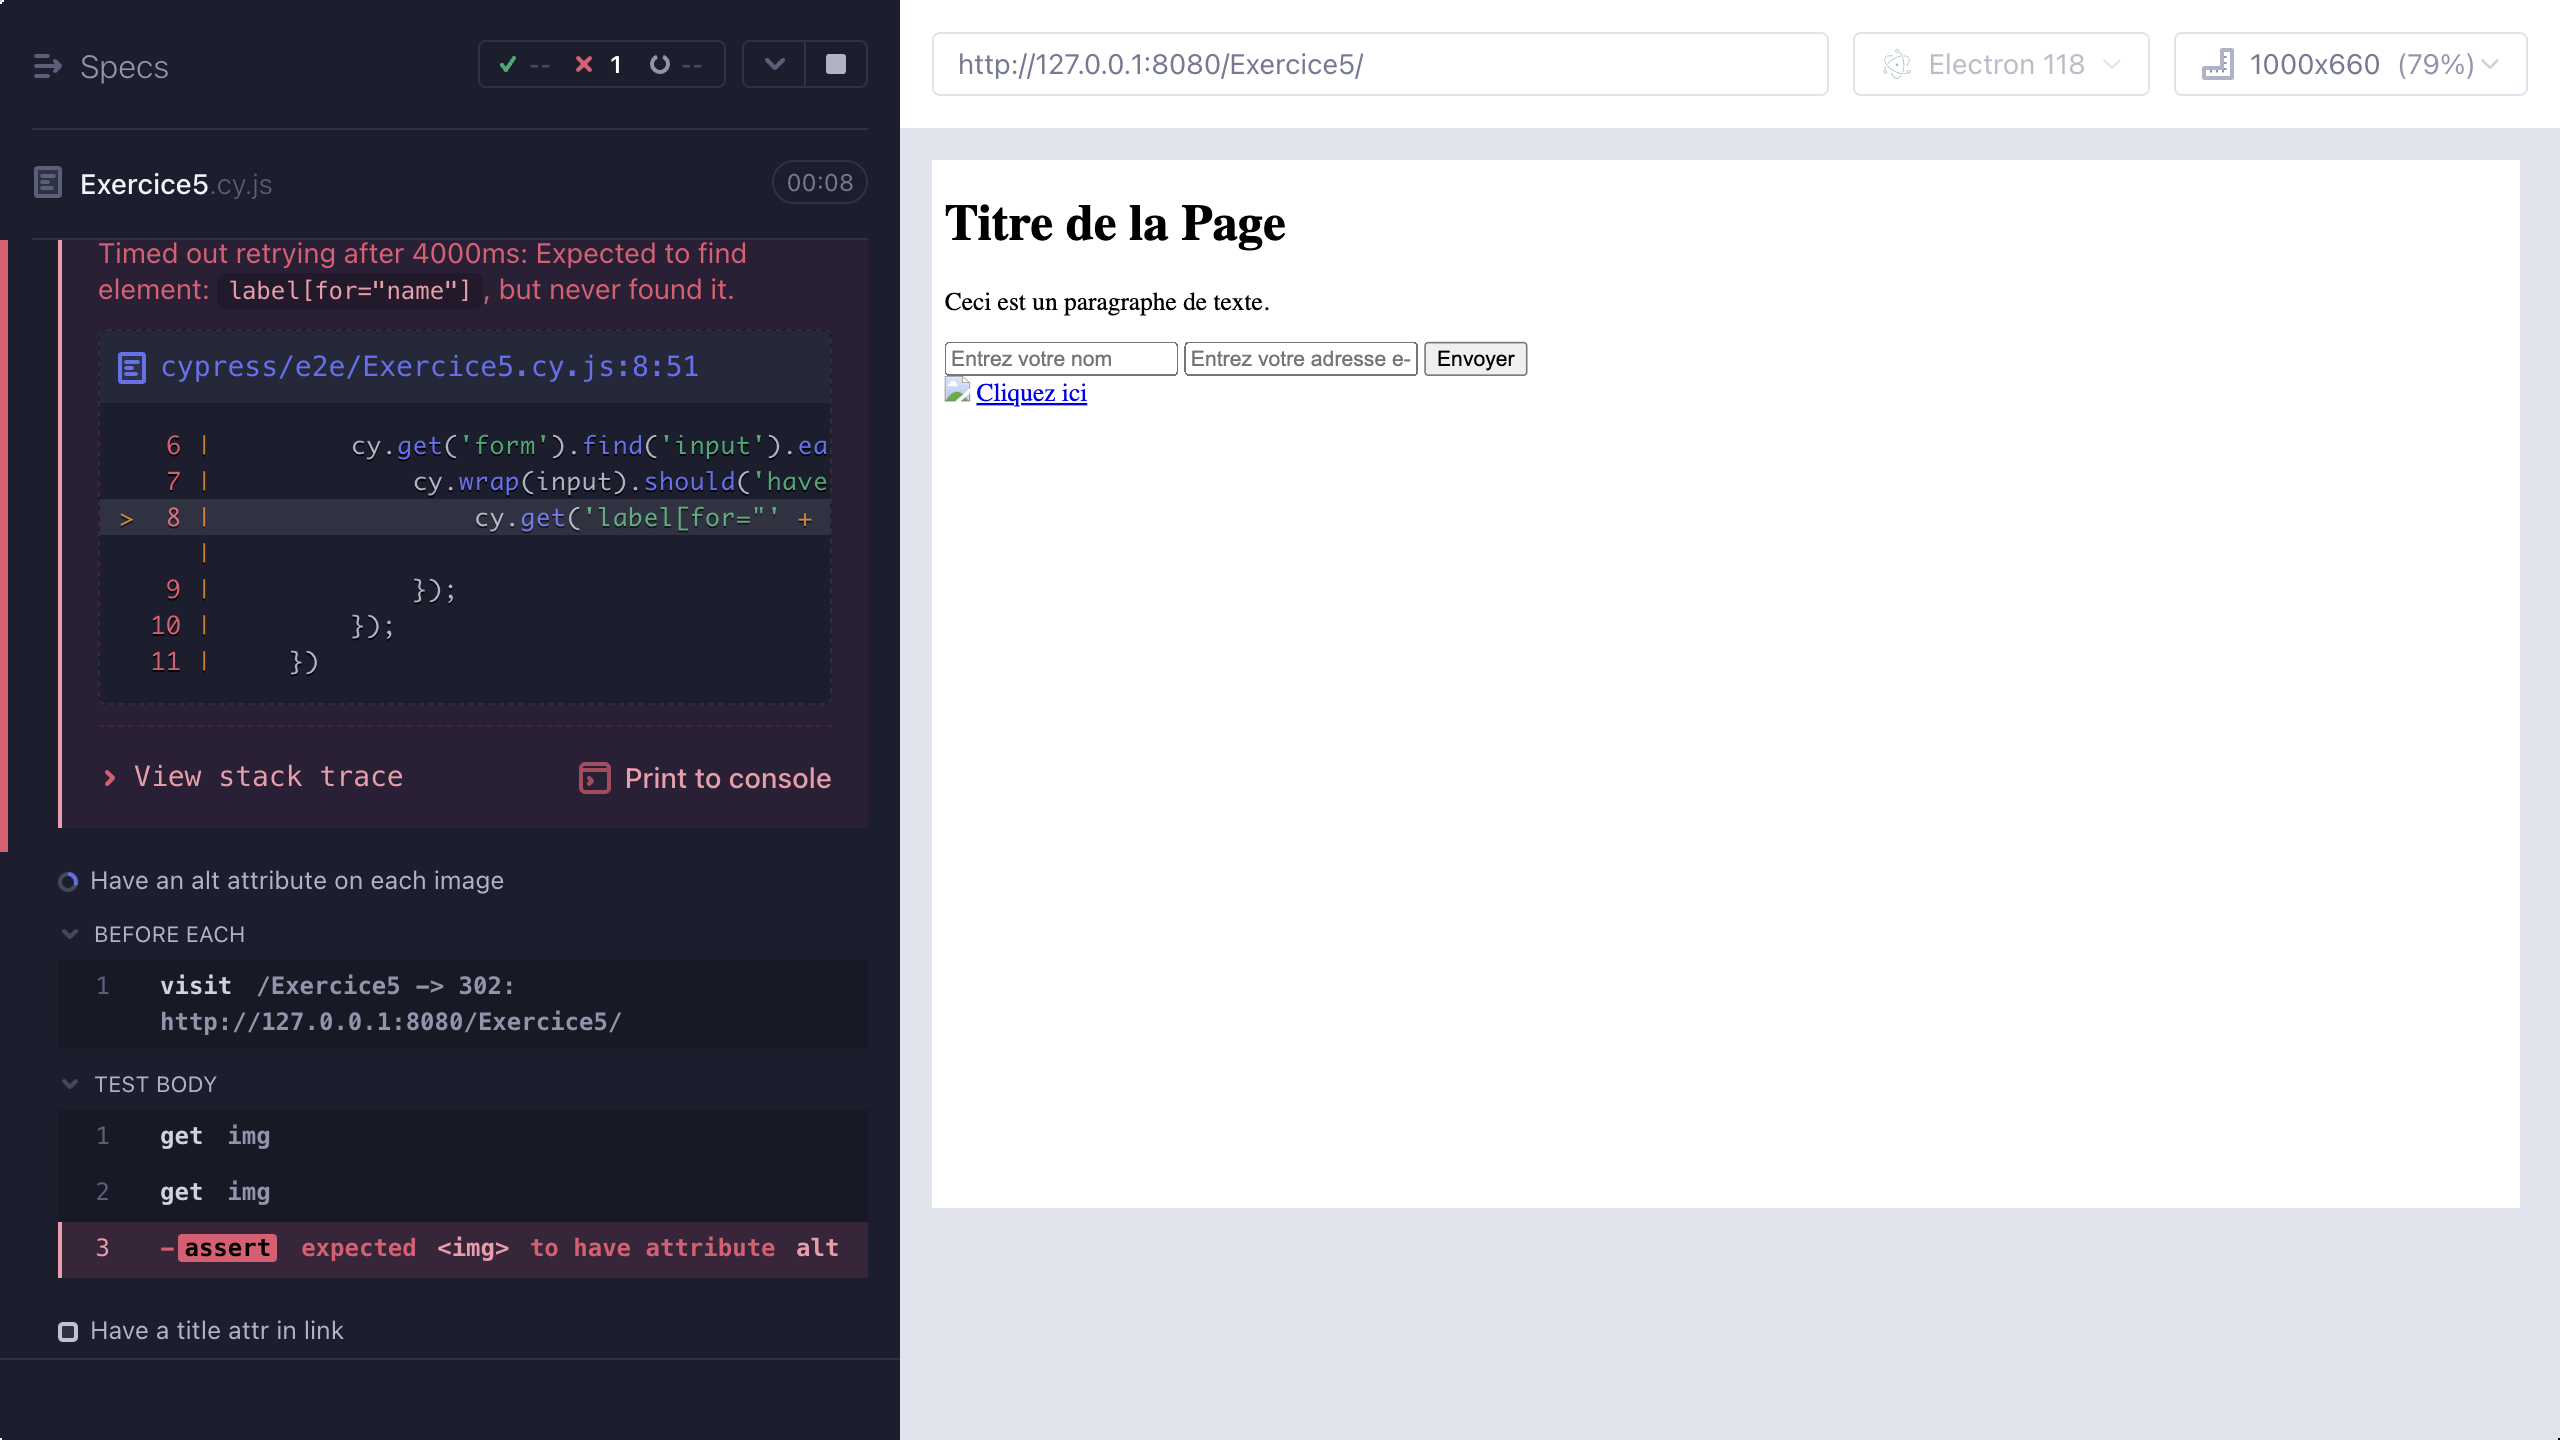 Specs
-- 1 --
Exercice5.cy.js
00:08
Timed out retrying after 4000ms: Expected to find
element: label[for="name"] , but never found it.
cypress/e2e/Exercice5.cy.js:8:51
6 | cy.get('form').find('input').ea
7 | cy.wrap(input).should('have
> 8 | cy.get('label[for="' +
|
9 | });
10 | });
11 | })
View stack trace
Print to console
Have an alt attribute on each image
BEFORE EACH
1 visit /Exercice5 -> 302:
http://127.0.0.1:8080/Exercice5/
TEST BODY
1 get img
2 get img
3 -assert expected <img> to have attribute alt
Have a title attr in link
http://127.0.0.1:8080/Exercice5/
Electron 118
1000x660 (79%)
Titre de la Page
Ceci est un paragraphe de texte.
Entrez votre nom
Entrez votre adresse e-
Envoyer
Cliquez ici